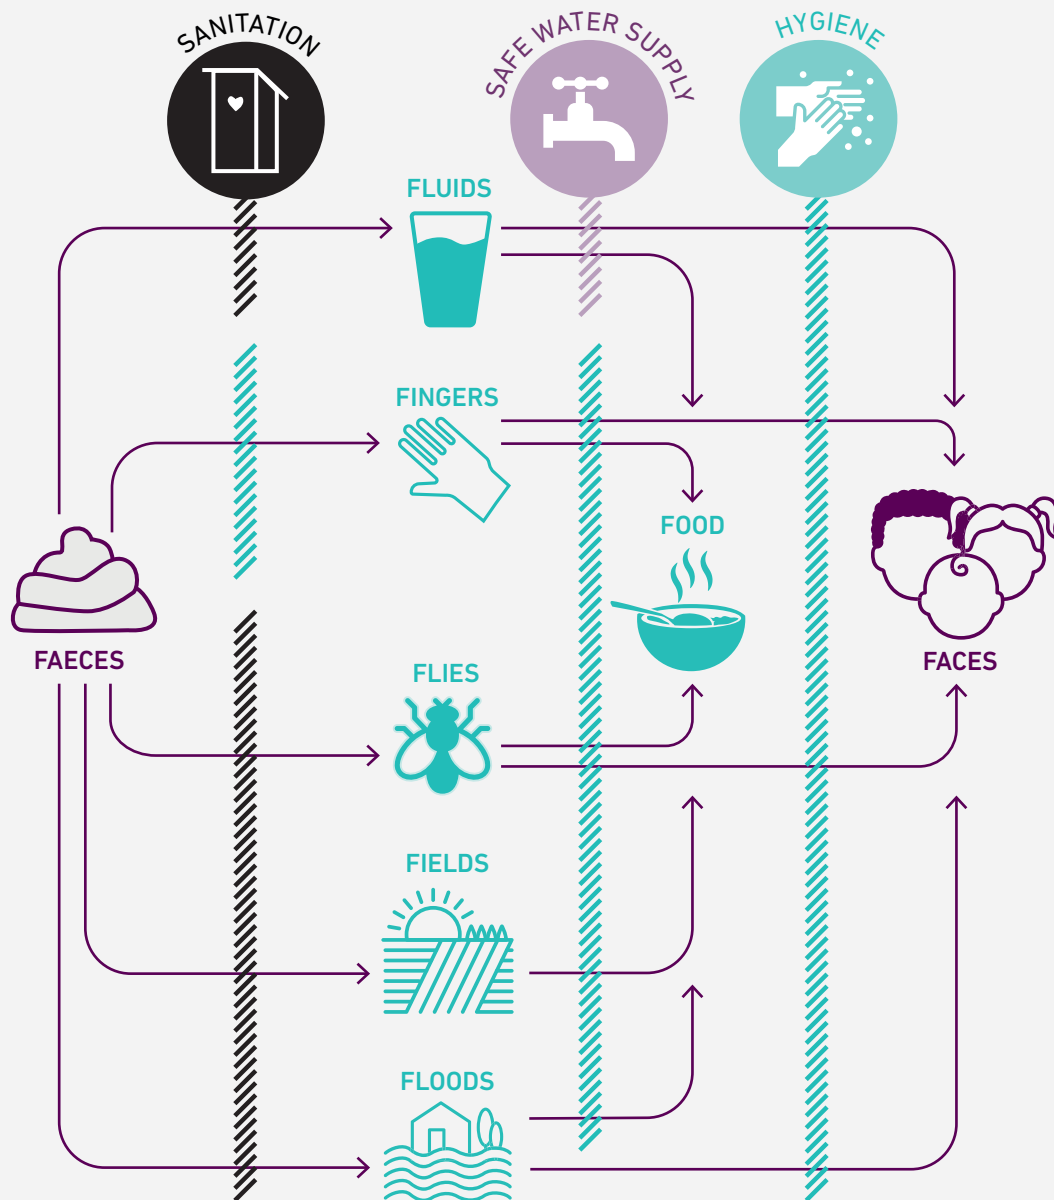 SANITATION
SAFE WATER SUPPLY
HYGIENE
FLUIDS
FINGERS
FOOD
FAECES
FACES
FLIES
FIELDS
FLOODS